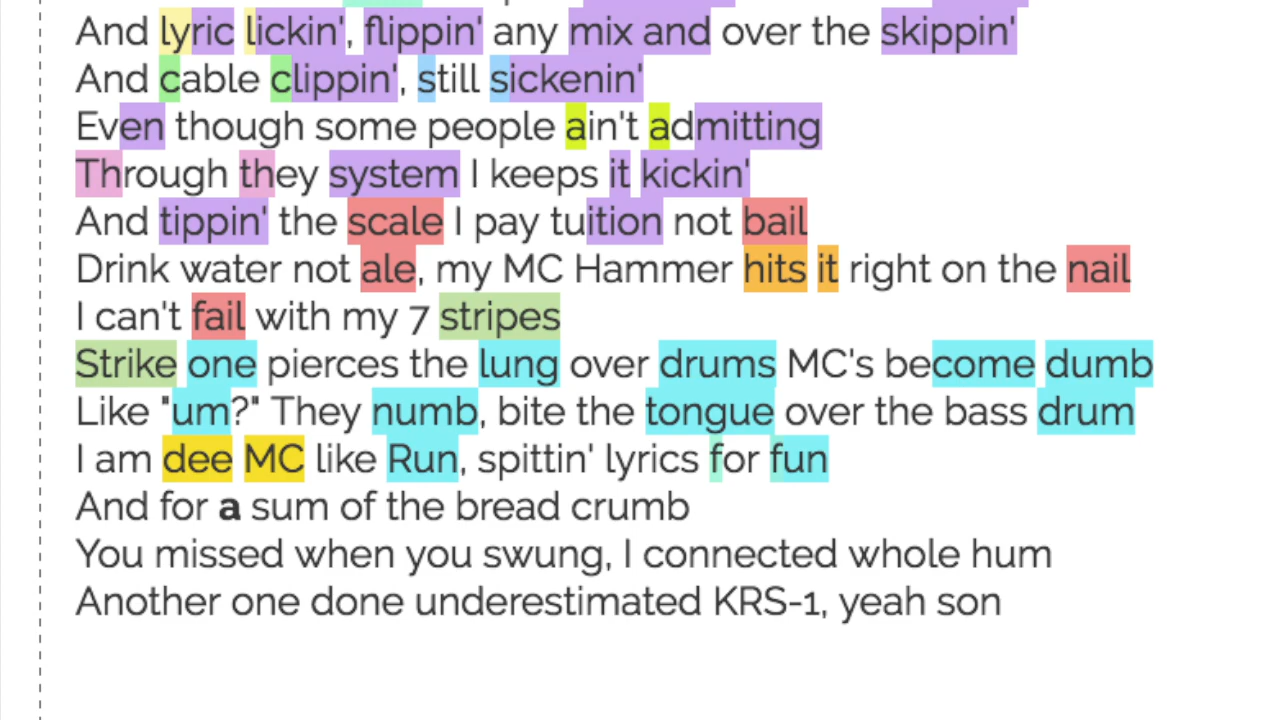 And lyric lickin', flippin' any mix and over the skippin'
And cable clippin', still sickenin'
Even though some people ain't admitting
Through they system I keeps it kickin'
And tippin' the scale I pay tuition not bail
Drink water not ale, my MC Hammer hits it right on the nail
I can't fail with my 7 stripes
Strike one pierces the lung over drums MC's become dumb
Like "um?" They numb, bite the tongue over the bass drum
I am dee MC like Run, spittin' lyrics for fun
And for a sum of the bread crumb
You missed when you swung, I connected whole hum
Another one done underestimated KRS-1, yeah son